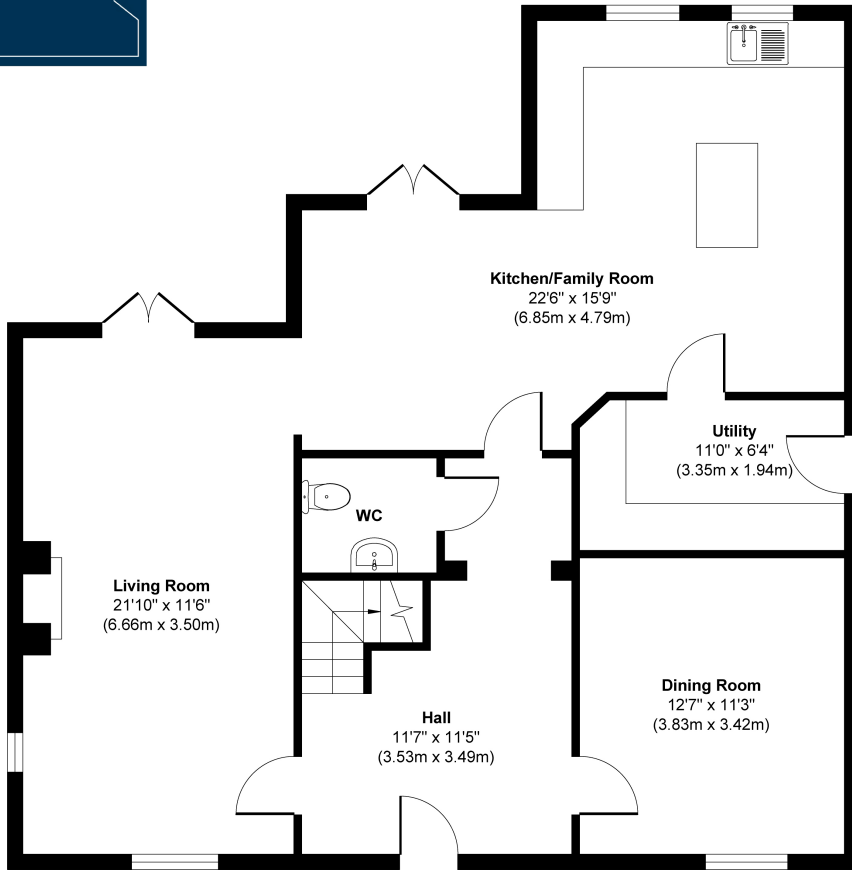 Kitchen/Family Room
22'6" x 15'9"
(6.85m x 4.79m)
Utility
11'0" x 6'4"
(3.35m x 1.94m)
WC
Living Room
21'10" x 11'6"
(6.66m x 3.50m)
Hall
11'7" x 11'5"
(3.53m x 3.49m)
Dining Room
12'7" x 11'3"
(3.83m x 3.42m)